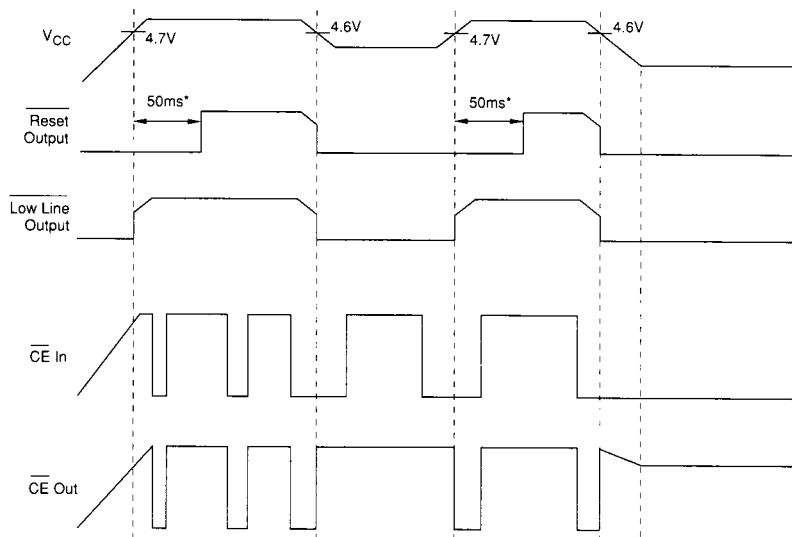 4.6V
4.6V
VCC
4.7V
4.7V
50ms*
50ms*
Reset
Output
Low Line
Output
CE In
CE Out